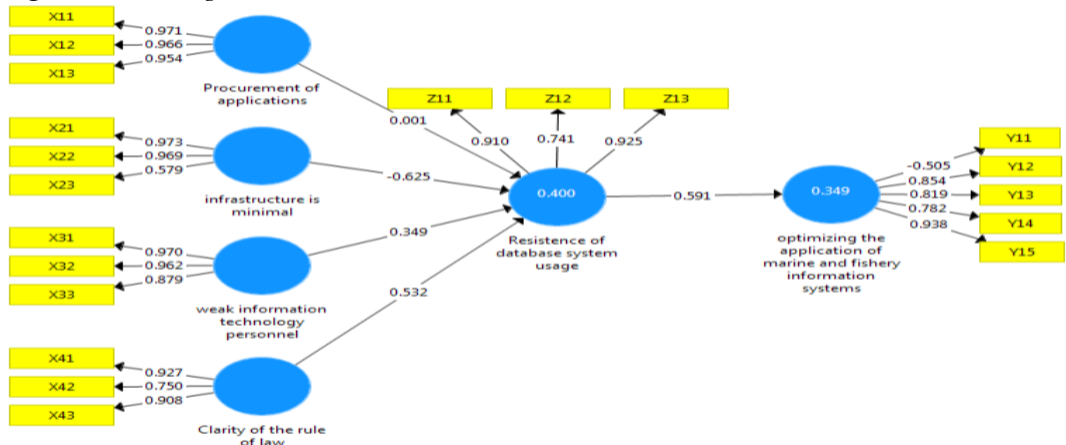 X11
0.971
X12
0.966
0.954
X13
Procurement of
applications
0.001
X21
0.973
X22
0.969
0.579
X23
infrastructure is
minimal
-0.625
X31
0.970
X32
0.962
0.879
X33
weak information
technology
personnel
0.349
X41
0.927
X42
0.750
0.908
X43
Clarity of the rule
of law
0.532
Z11
Z12
Z13
0.910
0.741
0.925
0.400
Resistence of
database system
usage
0.591
0.349
optimizing the
application of
marine and fishery
information
systems
-0.505
0.854
0.819
0.782
0.938
Y11
Y12
Y13
Y14
Y15